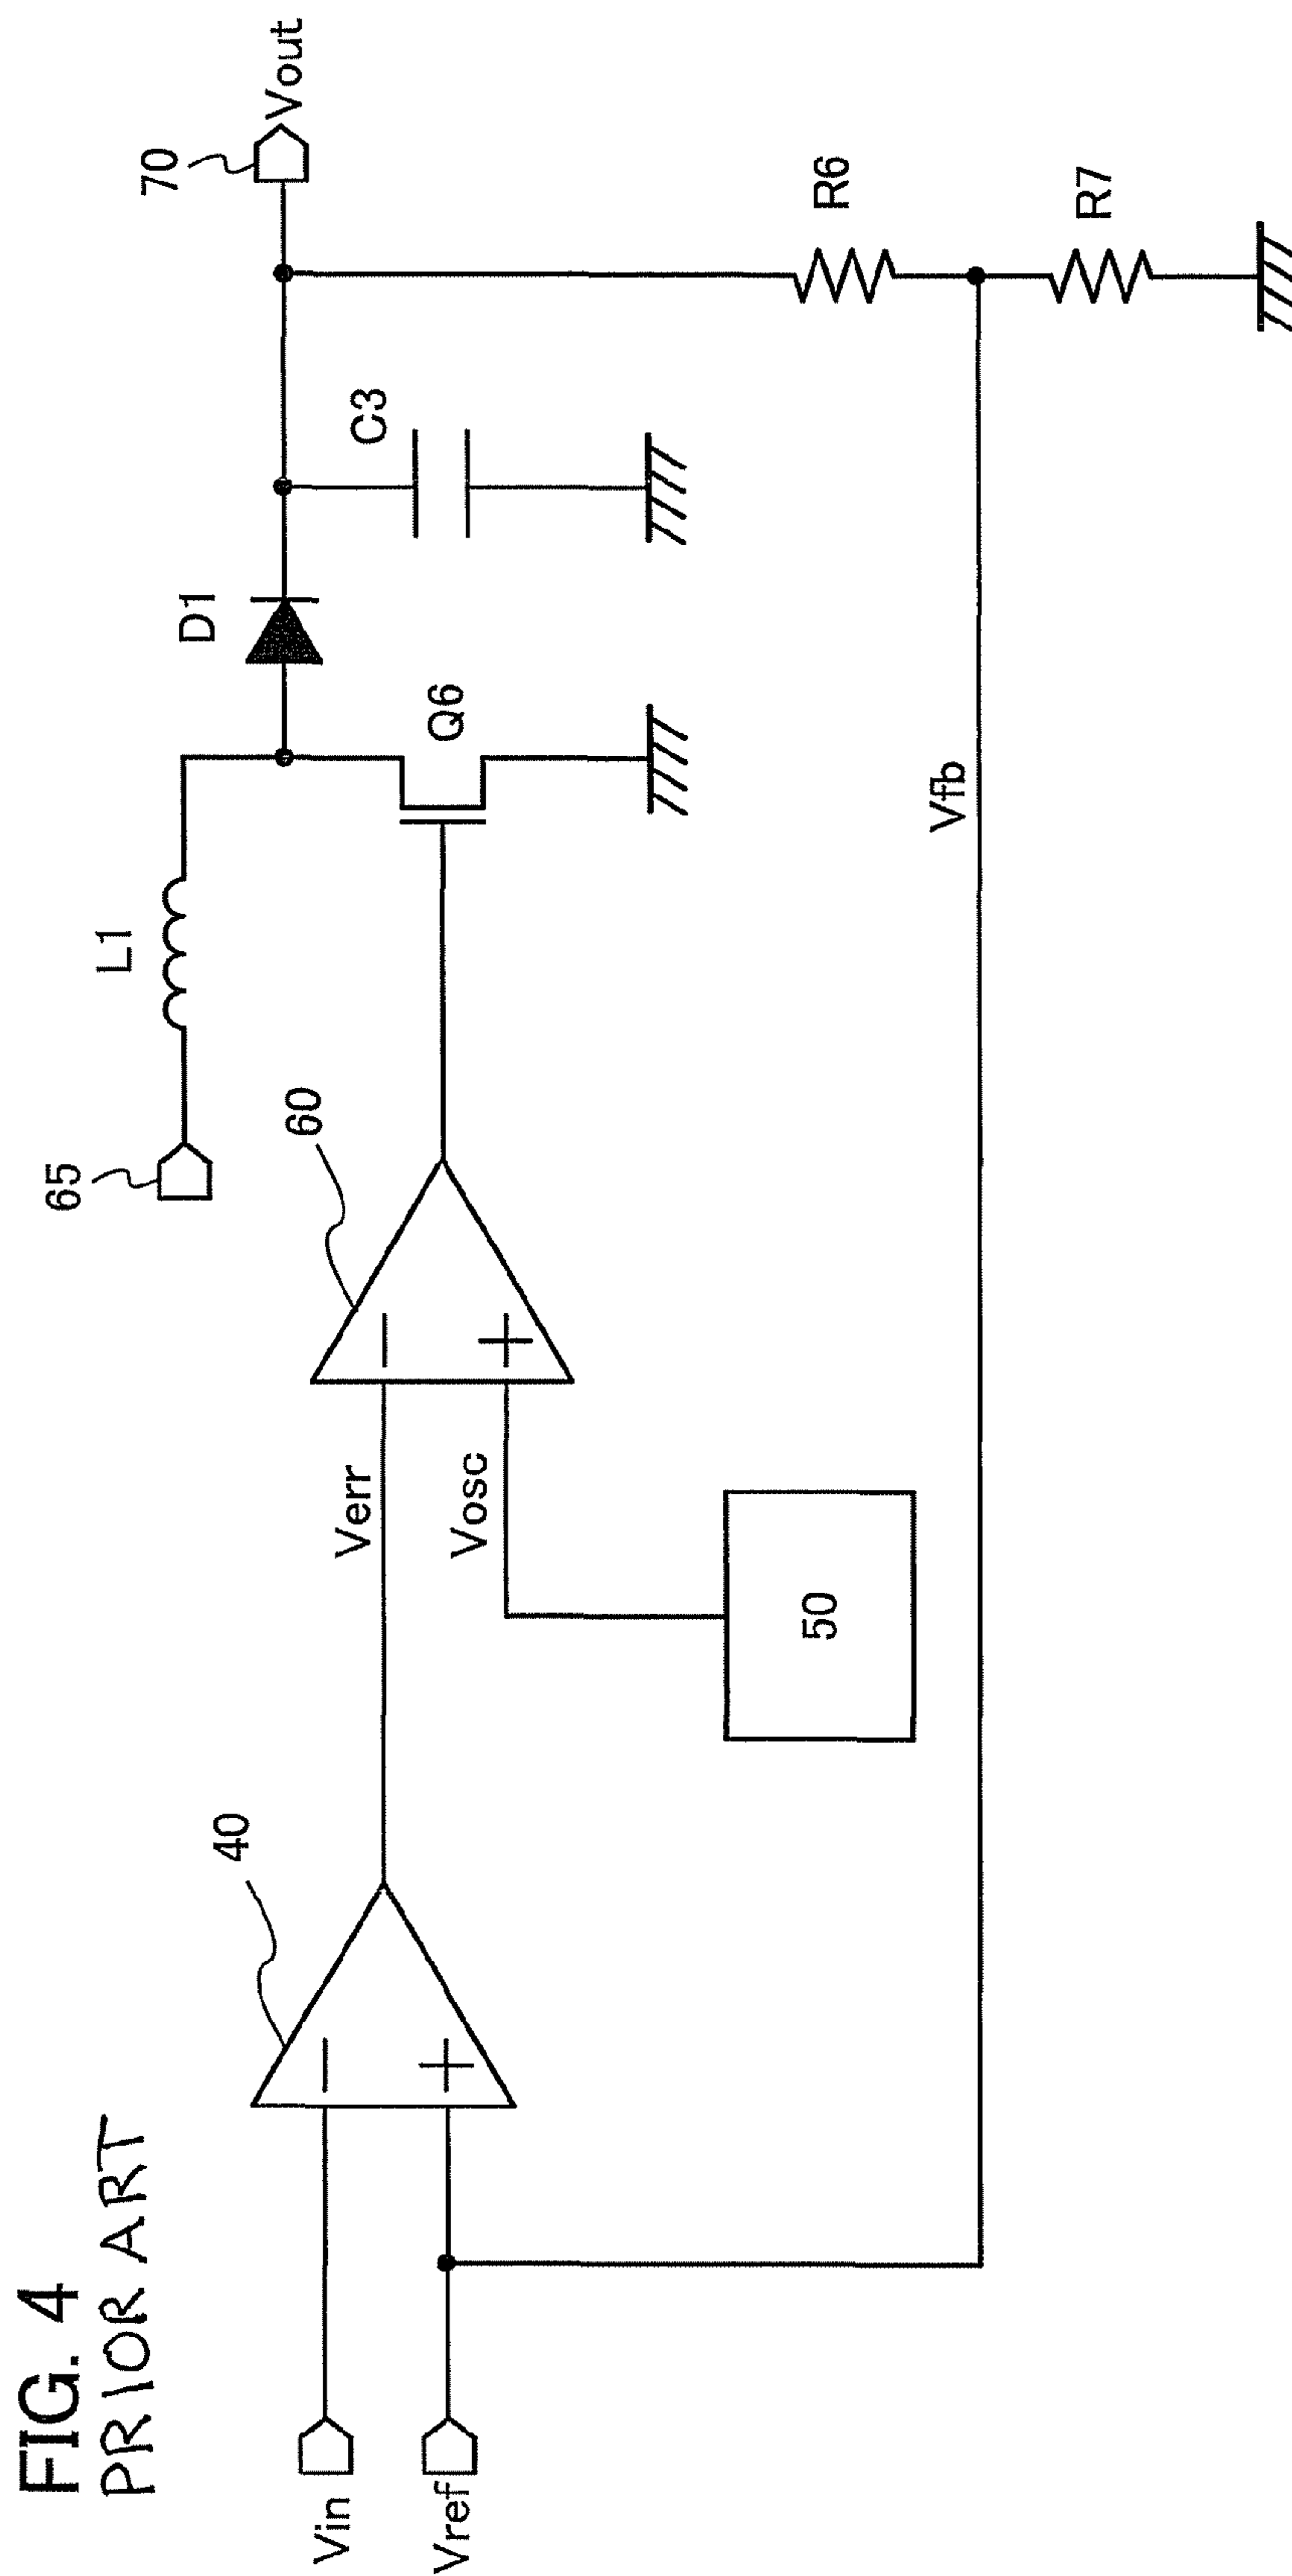 FIG. 4
PRIOR ART
65
L1
D1
70
Vout
40
60
Q6
C3
Verr
Vosc
Vin
Vref
50
Vfb
R6
R7